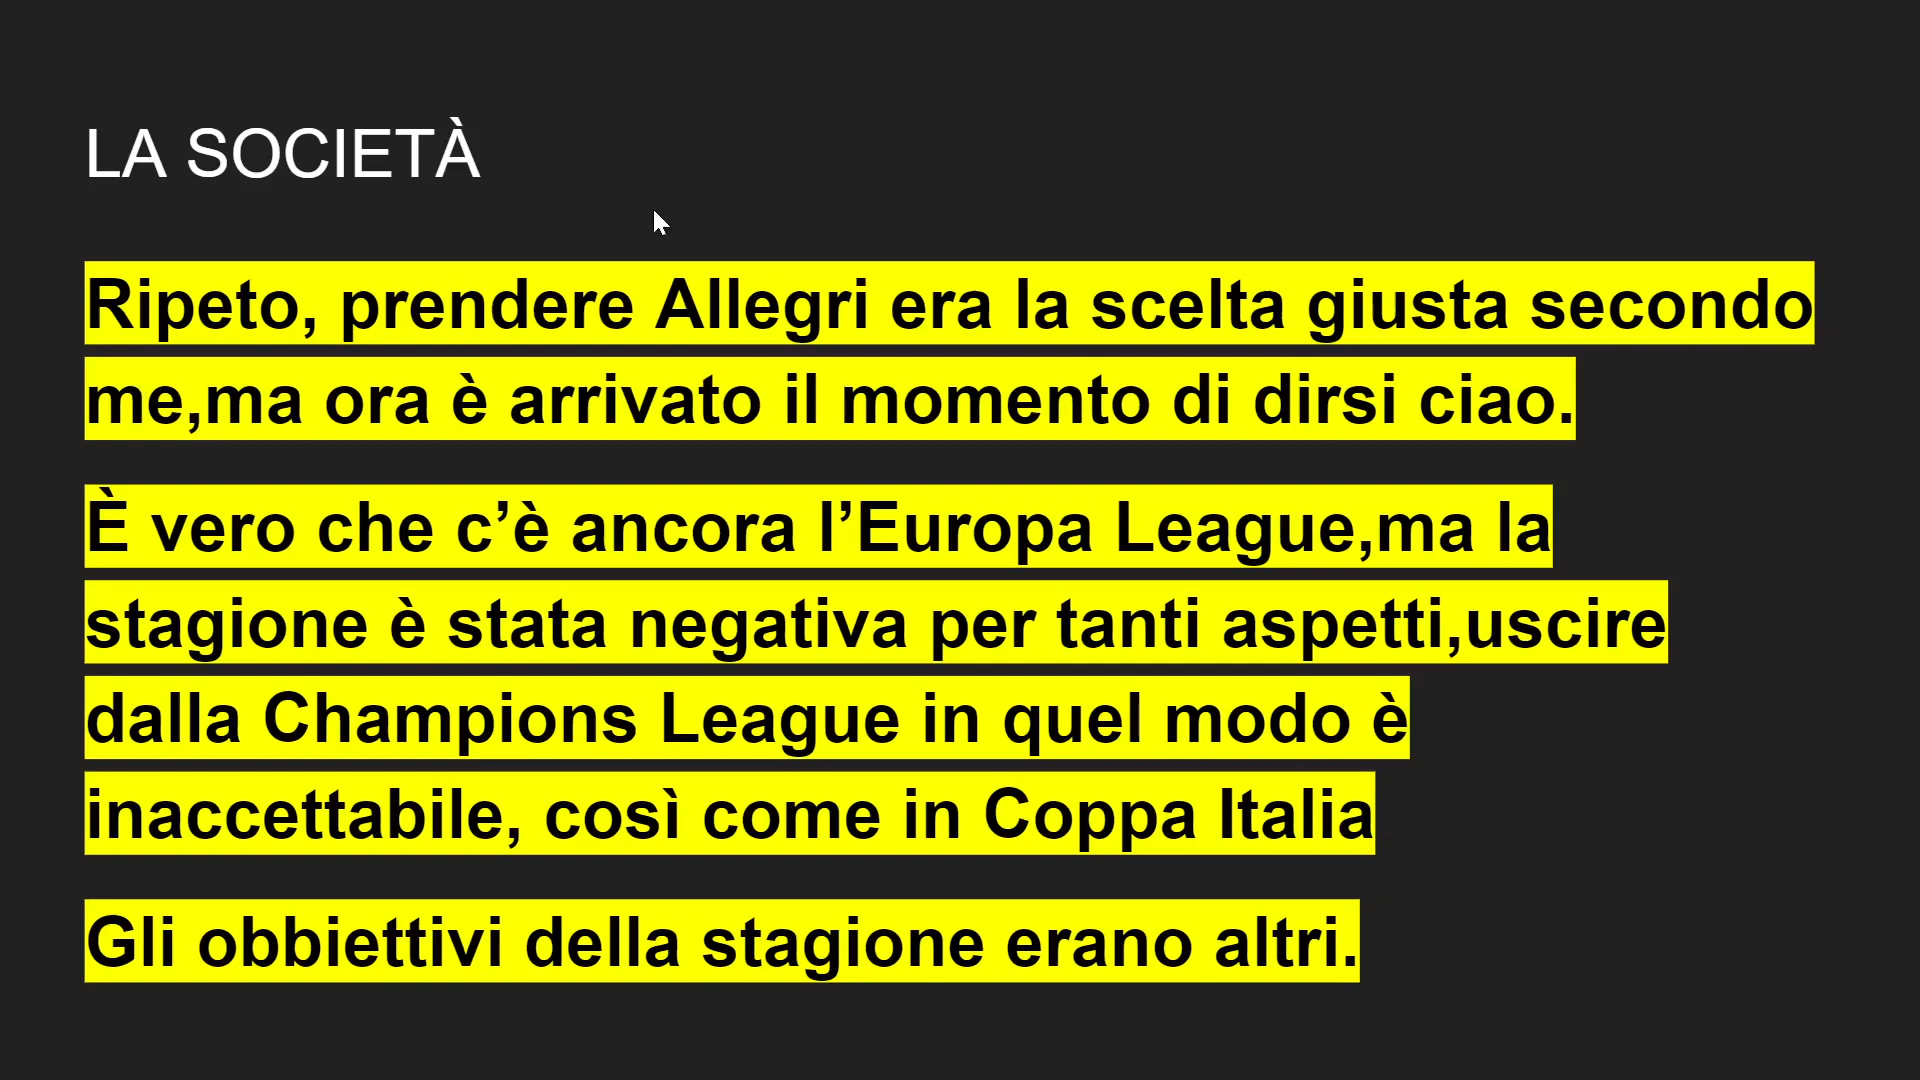 LA SOCIETÀ
Ripeto, prendere Allegri era la scelta giusta secondo
me,ma ora è arrivato il momento di dirsi ciao.
È vero che c’è ancora l’Europa League,ma la
stagione è stata negativa per tanti aspetti,uscire
dalla Champions League in quel modo è
inaccettabile, così come in Coppa Italia
Gli obbiettivi della stagione erano altri.